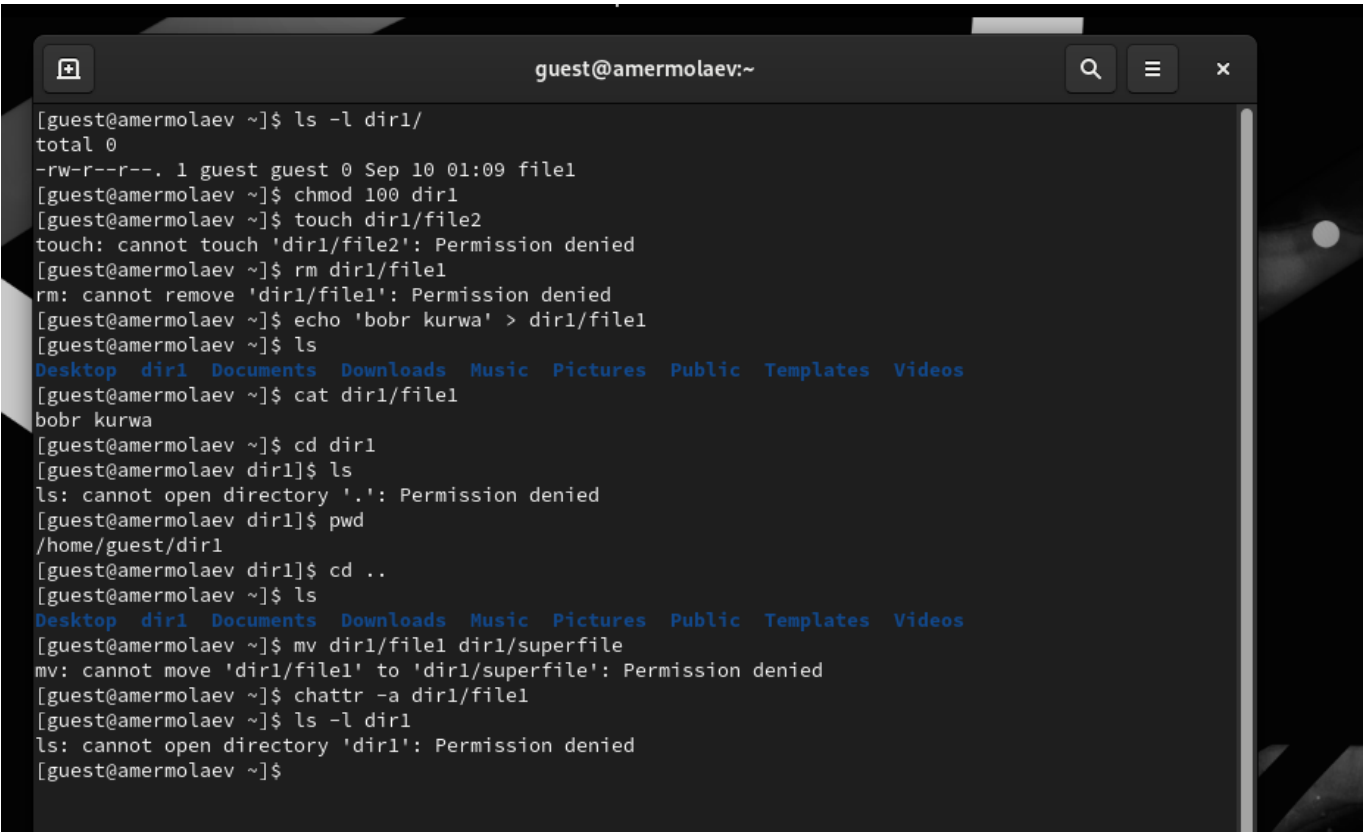 guest@amermolaev:~
[guest@amermolaev ~]$ ls -l dir1/
total 0
-rw-r--r--. 1 guest guest 0 Sep 10 01:09 file1
[guest@amermolaev ~]$ chmod 100 dir1
[guest@amermolaev ~]$ touch dir1/file2
touch: cannot touch 'dir1/file2': Permission denied
[guest@amermolaev ~]$ rm dir1/file1
rm: cannot remove 'dir1/file1': Permission denied
[guest@amermolaev ~]$ echo 'bobr kurwa' > dir1/file1
[guest@amermolaev ~]$ ls
Desktop  dir1  Documents  Downloads  Music  Pictures  Public  Templates  Videos
[guest@amermolaev ~]$ cat dir1/file1
bobr kurwa
[guest@amermolaev ~]$ cd dir1
[guest@amermolaev dir1]$ ls
ls: cannot open directory '.': Permission denied
[guest@amermolaev dir1]$ pwd
/home/guest/dir1
[guest@amermolaev dir1]$ cd ..
[guest@amermolaev ~]$ ls
Desktop  dir1  Documents  Downloads  Music  Pictures  Public  Templates  Videos
[guest@amermolaev ~]$ mv dir1/file1 dir1/superfile
mv: cannot move 'dir1/file1' to 'dir1/superfile': Permission denied
[guest@amermolaev ~]$ chattr -a dir1/file1
[guest@amermolaev ~]$ ls -l dir1
ls: cannot open directory 'dir1': Permission denied
[guest@amermolaev ~]$